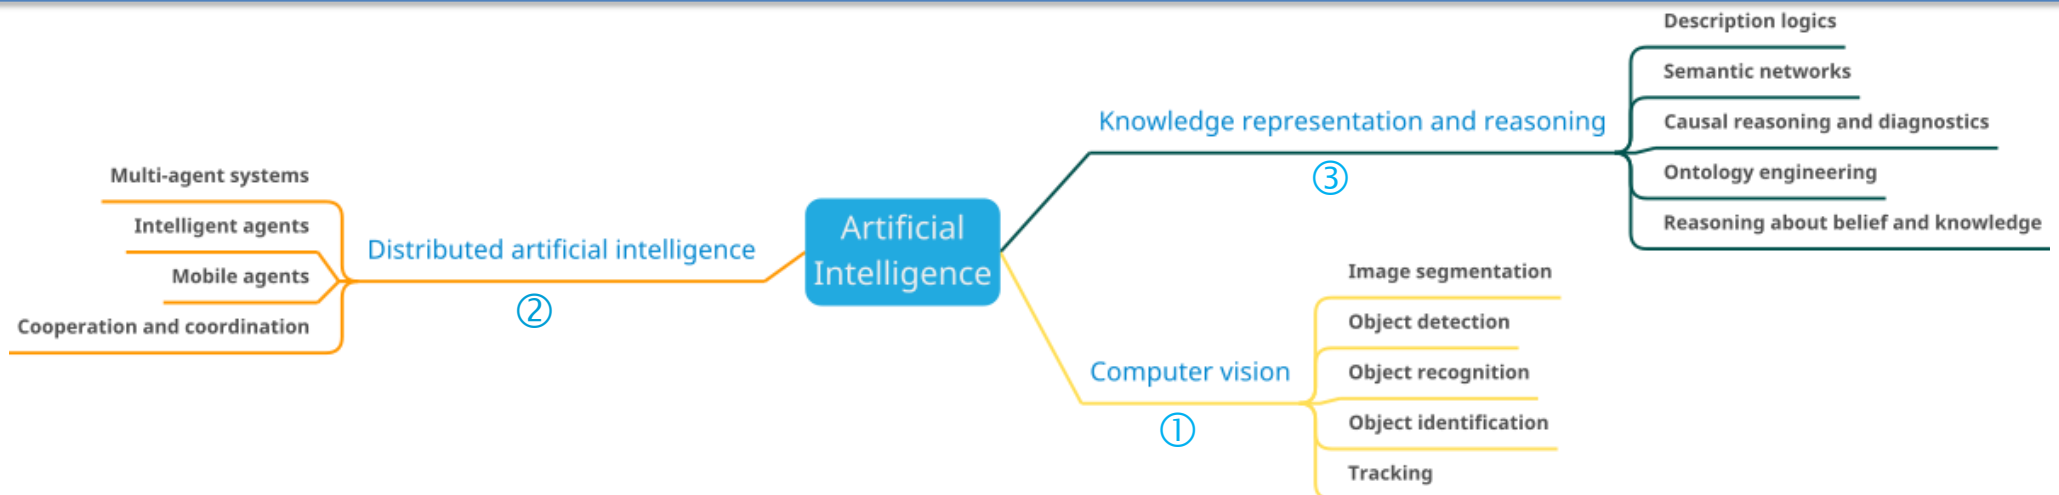 Description logics
Semantic networks
Knowledge representation and reasoning
Causal reasoning and diagnostics
③
Ontology engineering
Reasoning about belief and knowledge
Multi-agent systems
Intelligent agents
Distributed artificial intelligence
Mobile agents
②
Cooperation and coordination
Artificial
Intelligence
Image segmentation
Object detection
Computer vision
Object recognition
①
Object identification
Tracking